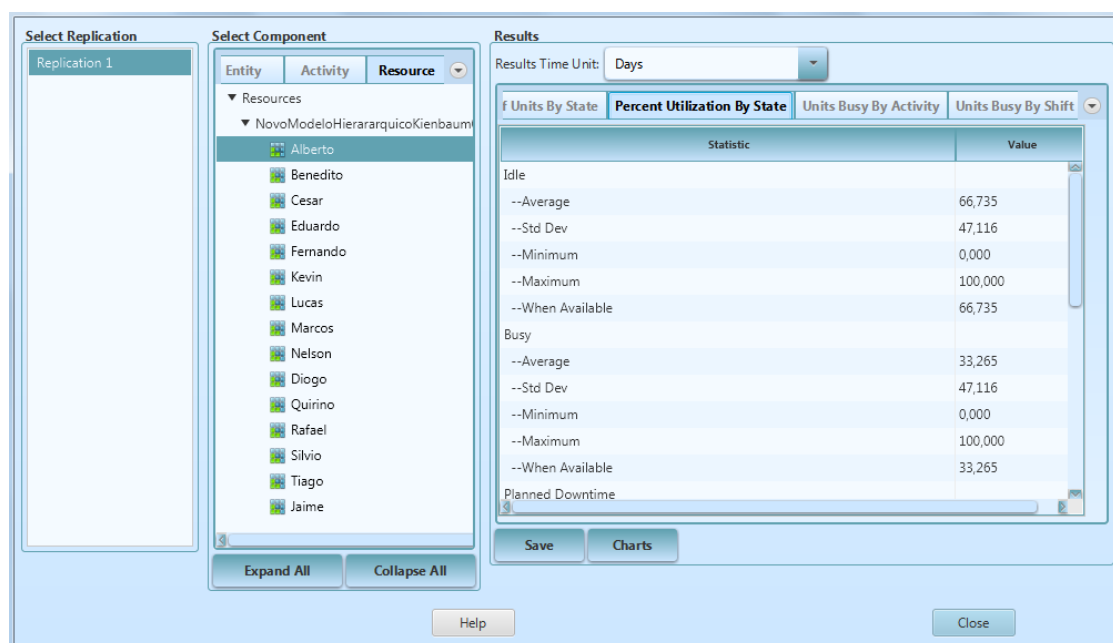 Select Replication
Replication 1
Select Component
Entity Activity Resource
Resources
NovoModeloHierararquicoKienbaum
Alberto
Benedito
Cesar
Eduardo
Fernando
Kevin
Lucas
Marcos
Nelson
Diogo
Quirino
Rafael
Silvio
Tiago
Jaime
Expand All Collapse All
Results
Results Time Unit: Days
f Units By State Percent Utilization By State Units Busy By Activity Units Busy By Shift
Statistic Value
Idle
--Average 66,735
--Std Dev 47,116
--Minimum 0,000
--Maximum 100,000
--When Available 66,735
Busy
--Average 33,265
--Std Dev 47,116
--Minimum 0,000
--Maximum 100,000
--When Available 33,265
Planned Downtime
Save Charts
Help Close